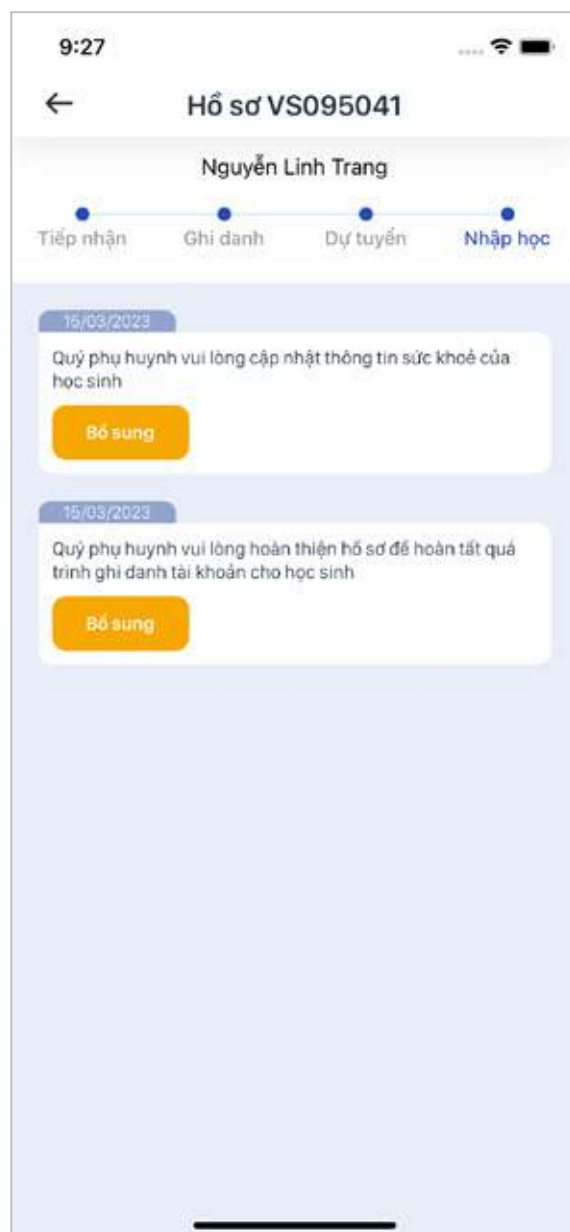 9:27
Hồ sơ VS095041
Nguyễn Linh Trang
Tiếp nhận Ghi danh Dự tuyển Nhập học
15/03/2023
Quý phụ huynh vui lòng cập nhật thông tin sức khoẻ của
học sinh
Bổ sung
15/03/2023
Quý phụ huynh vui lòng hoàn thiện hồ sơ để hoàn tất quá
trình ghi danh tài khoản cho học sinh
Bổ sung